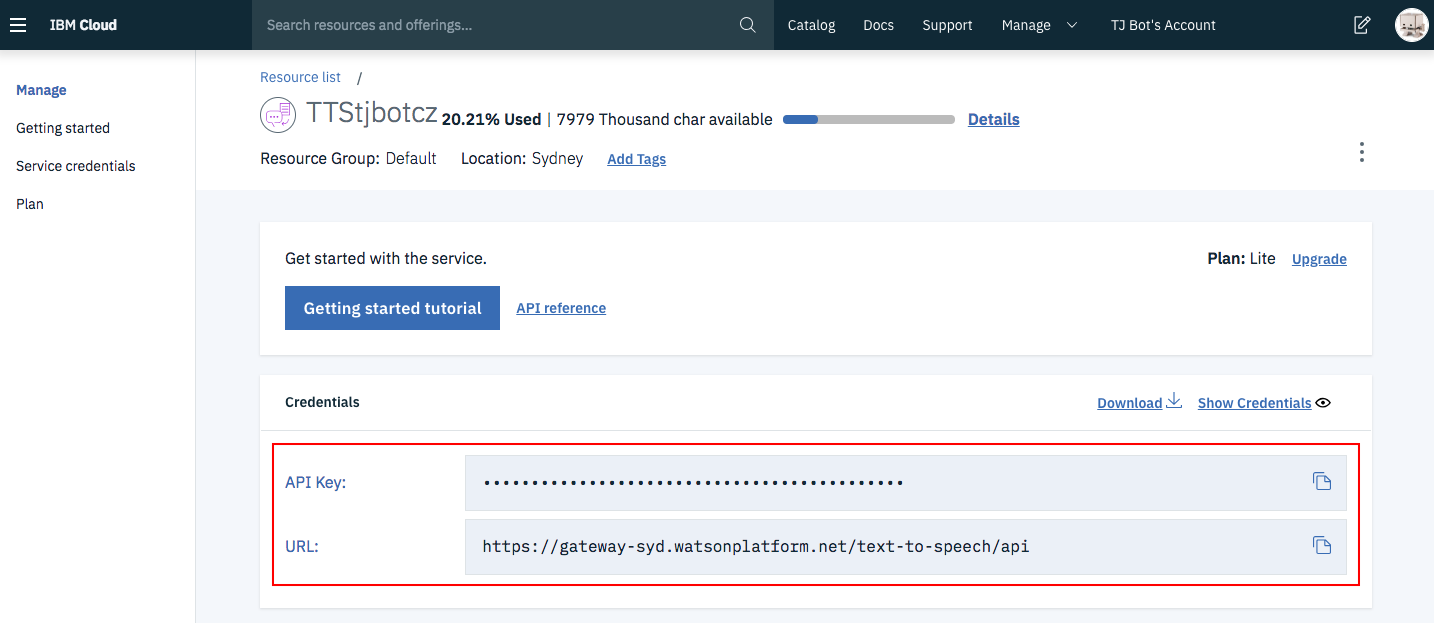 IBM Cloud Search resources and offerings... Catalog Docs Support Manage TJ Bot's Account
Manage
Getting started
Service credentials
Plan
Resource list /
TTStjbotcz 20.21% Used | 7979 Thousand char available Details
Resource Group: Default Location: Sydney Add Tags
Get started with the service. Plan: Lite Upgrade
Getting started tutorial API reference
Credentials Download Show Credentials
API Key: ••••••••••••••••••••••••••••••••••••••••••••
URL: https://gateway-syd.watsonplatform.net/text-to-speech/api